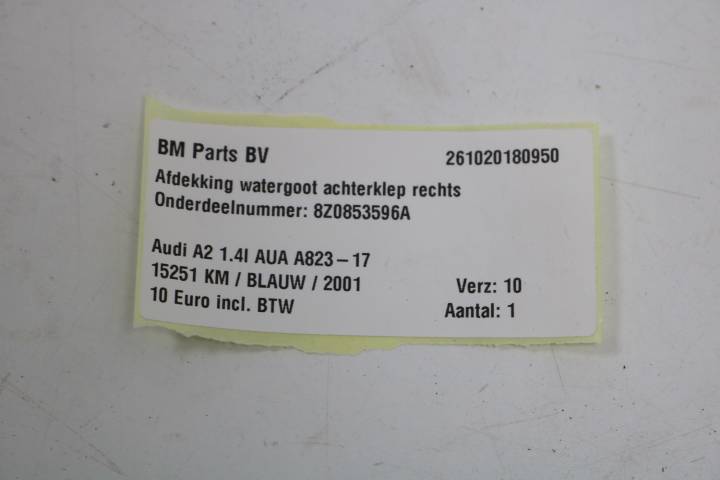 BM Parts BV 261020180950
Afdekking watergoot achterklep rechts
Onderdeelnummer: 8Z0853596A
Audi A2 1.4I AUA A823-17
15251 KM / BLAUW / 2001 Verz: 10
10 Euro incl. BTW Aantal: 1